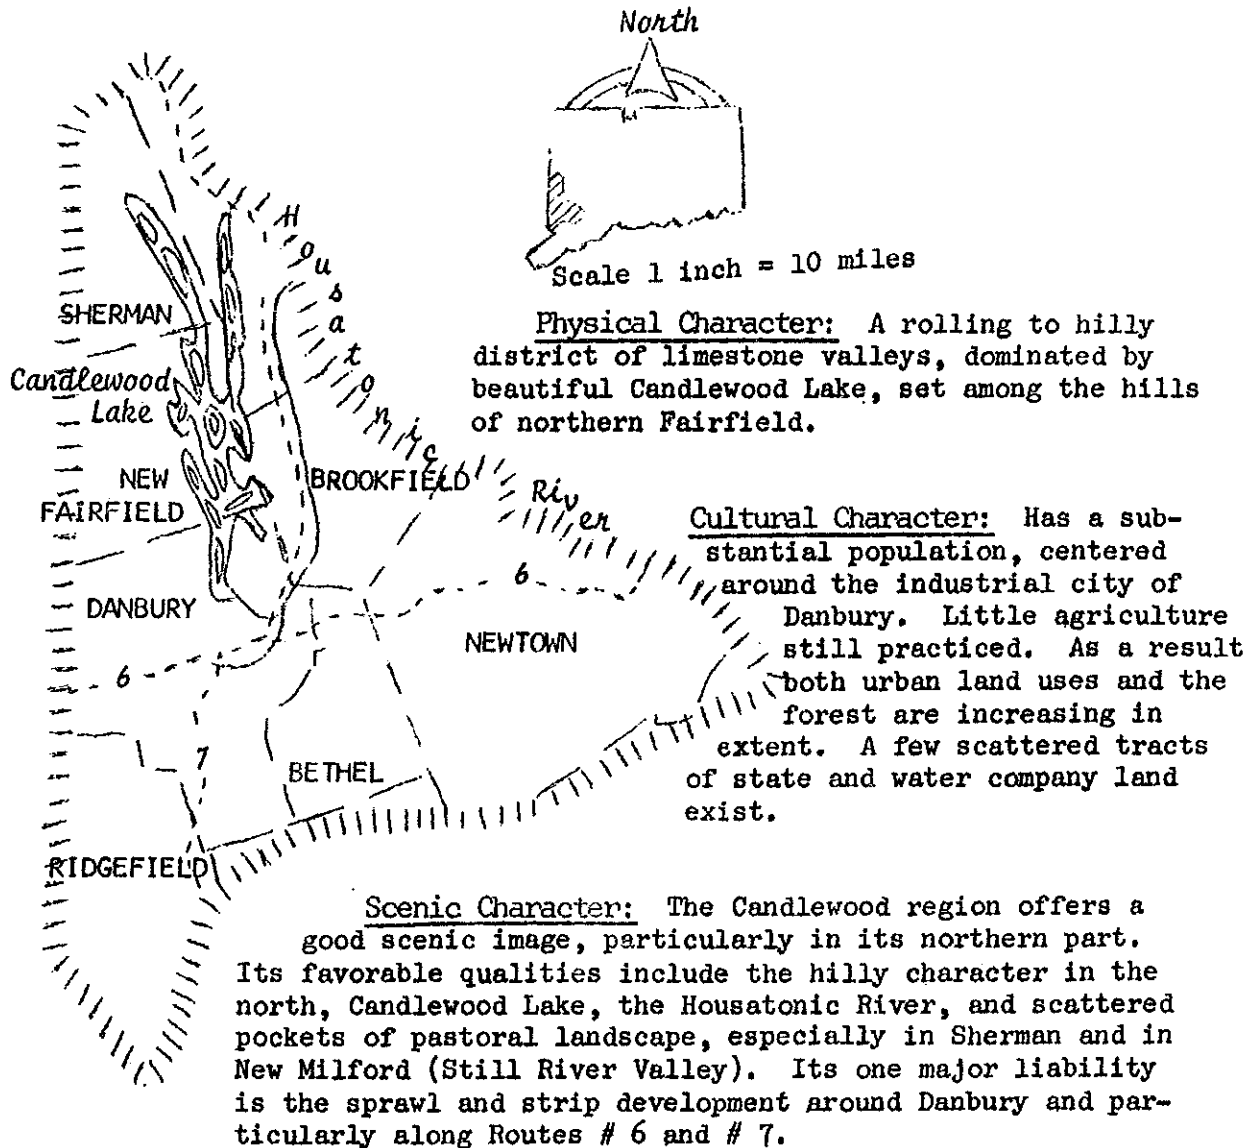 North
Scale 1 inch = 10 miles
Housatonic
River
SHERMAN
Candlewood
Lake
NEW
FAIRFIELD
BROOKFIELD
DANBURY
6
6
NEWTOWN
7
BETHEL
RIDGEFIELD
Physical Character: A rolling to hilly
district of limestone valleys, dominated by
beautiful Candlewood Lake, set among the hills
of northern Fairfield.
Cultural Character: Has a sub-
stantial population, centered
around the industrial city of
Danbury. Little agriculture
still practiced. As a result
both urban land uses and the
forest are increasing in
extent. A few scattered tracts
of state and water company land
exist.
Scenic Character: The Candlewood region offers a
good scenic image, particularly in its northern part.
Its favorable qualities include the hilly character in the
north, Candlewood Lake, the Housatonic River, and scattered
pockets of pastoral landscape, especially in Sherman and in
New Milford (Still River Valley). Its one major liability
is the sprawl and strip development around Danbury and par-
ticularly along Routes # 6 and # 7.